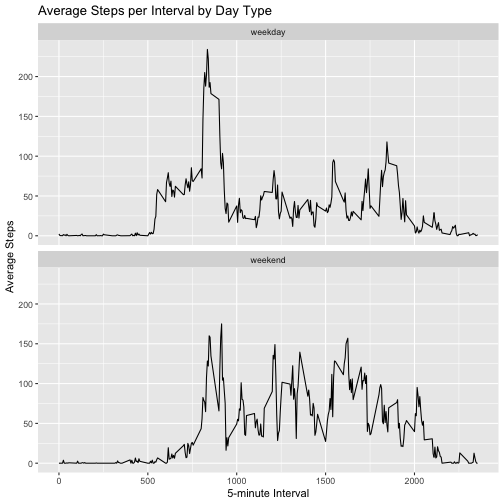 Average Steps per Interval by Day Type
weekday
200
150
100
50
0
Average Steps
weekend
200
150
100
50
0
0 500 1000 1500 2000
5-minute Interval